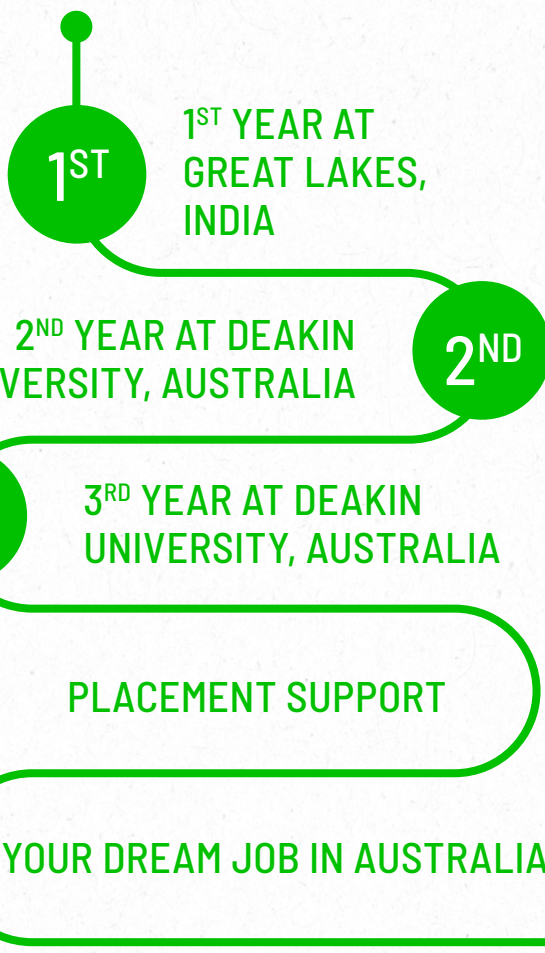 1ST
1ST YEAR AT
GREAT LAKES,
INDIA
2ND YEAR AT DEAKIN
VERSITY, AUSTRALIA
2ND
3RD YEAR AT DEAKIN
UNIVERSITY, AUSTRALIA
PLACEMENT SUPPORT
YOUR DREAM JOB IN AUSTRALIA